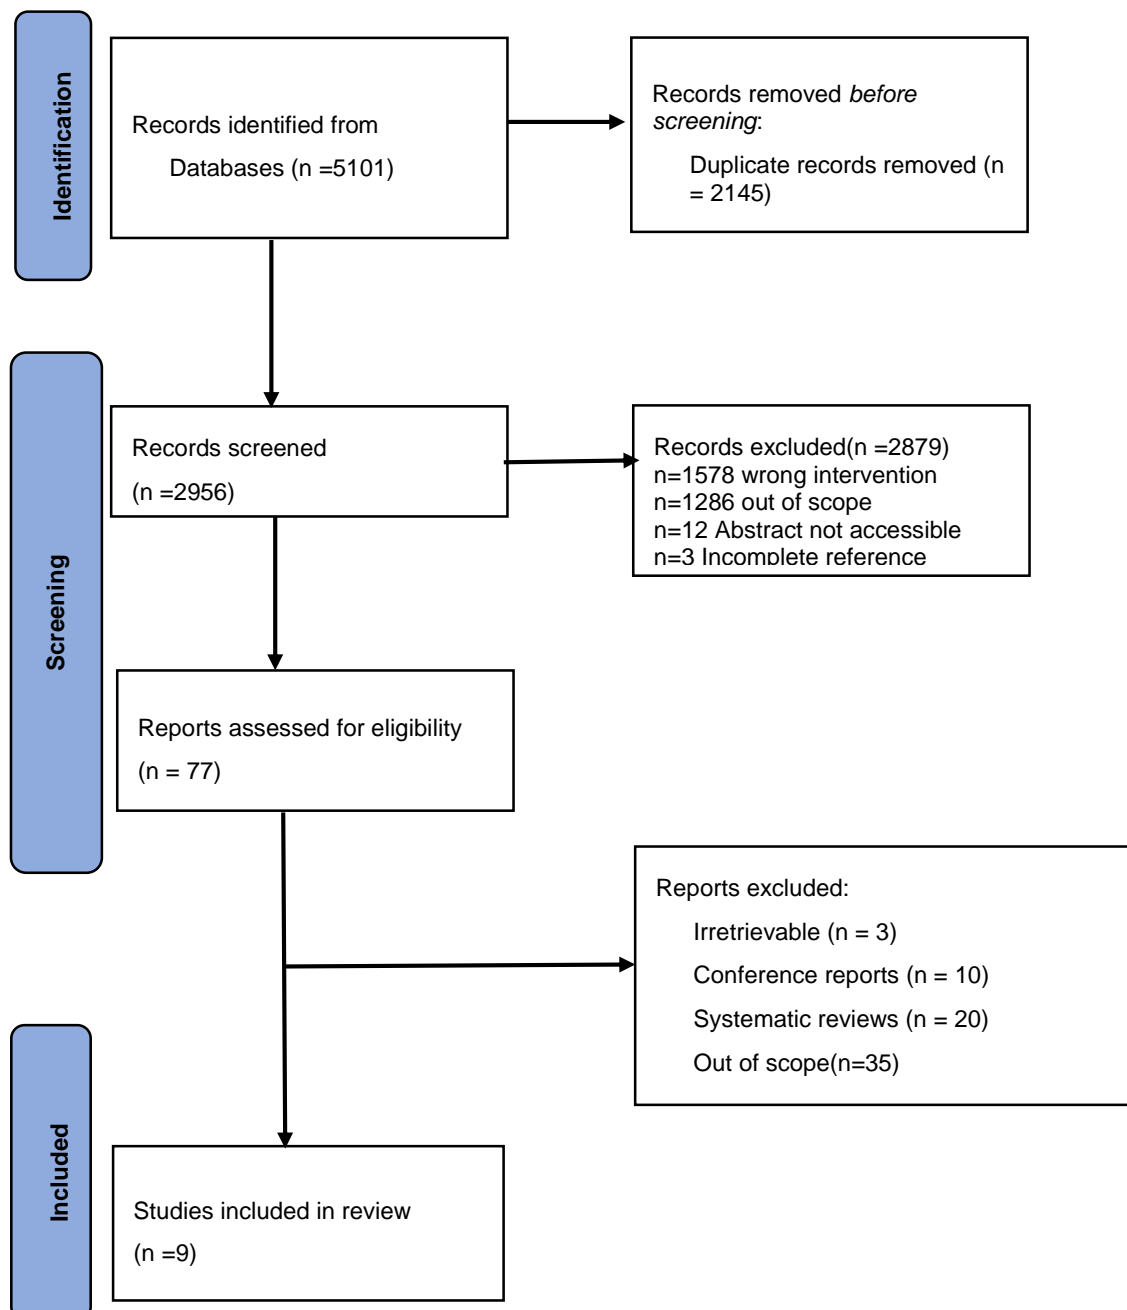 Identification
Records identified from
Databases (n =5101)
Records removed before
screening:
Duplicate records removed (n
= 2145)
Screening
Records screened
(n =2956)
Records excluded(n =2879)
n=1578 wrong intervention
n=1286 out of scope
n=12 Abstract not accessible
n=3 Incomplete reference
Reports assessed for eligibility
(n = 77)
Reports excluded:
Irretrievable (n = 3)
Conference reports (n = 10)
Systematic reviews (n = 20)
Out of scope(n=35)
Included
Studies included in review
(n =9)